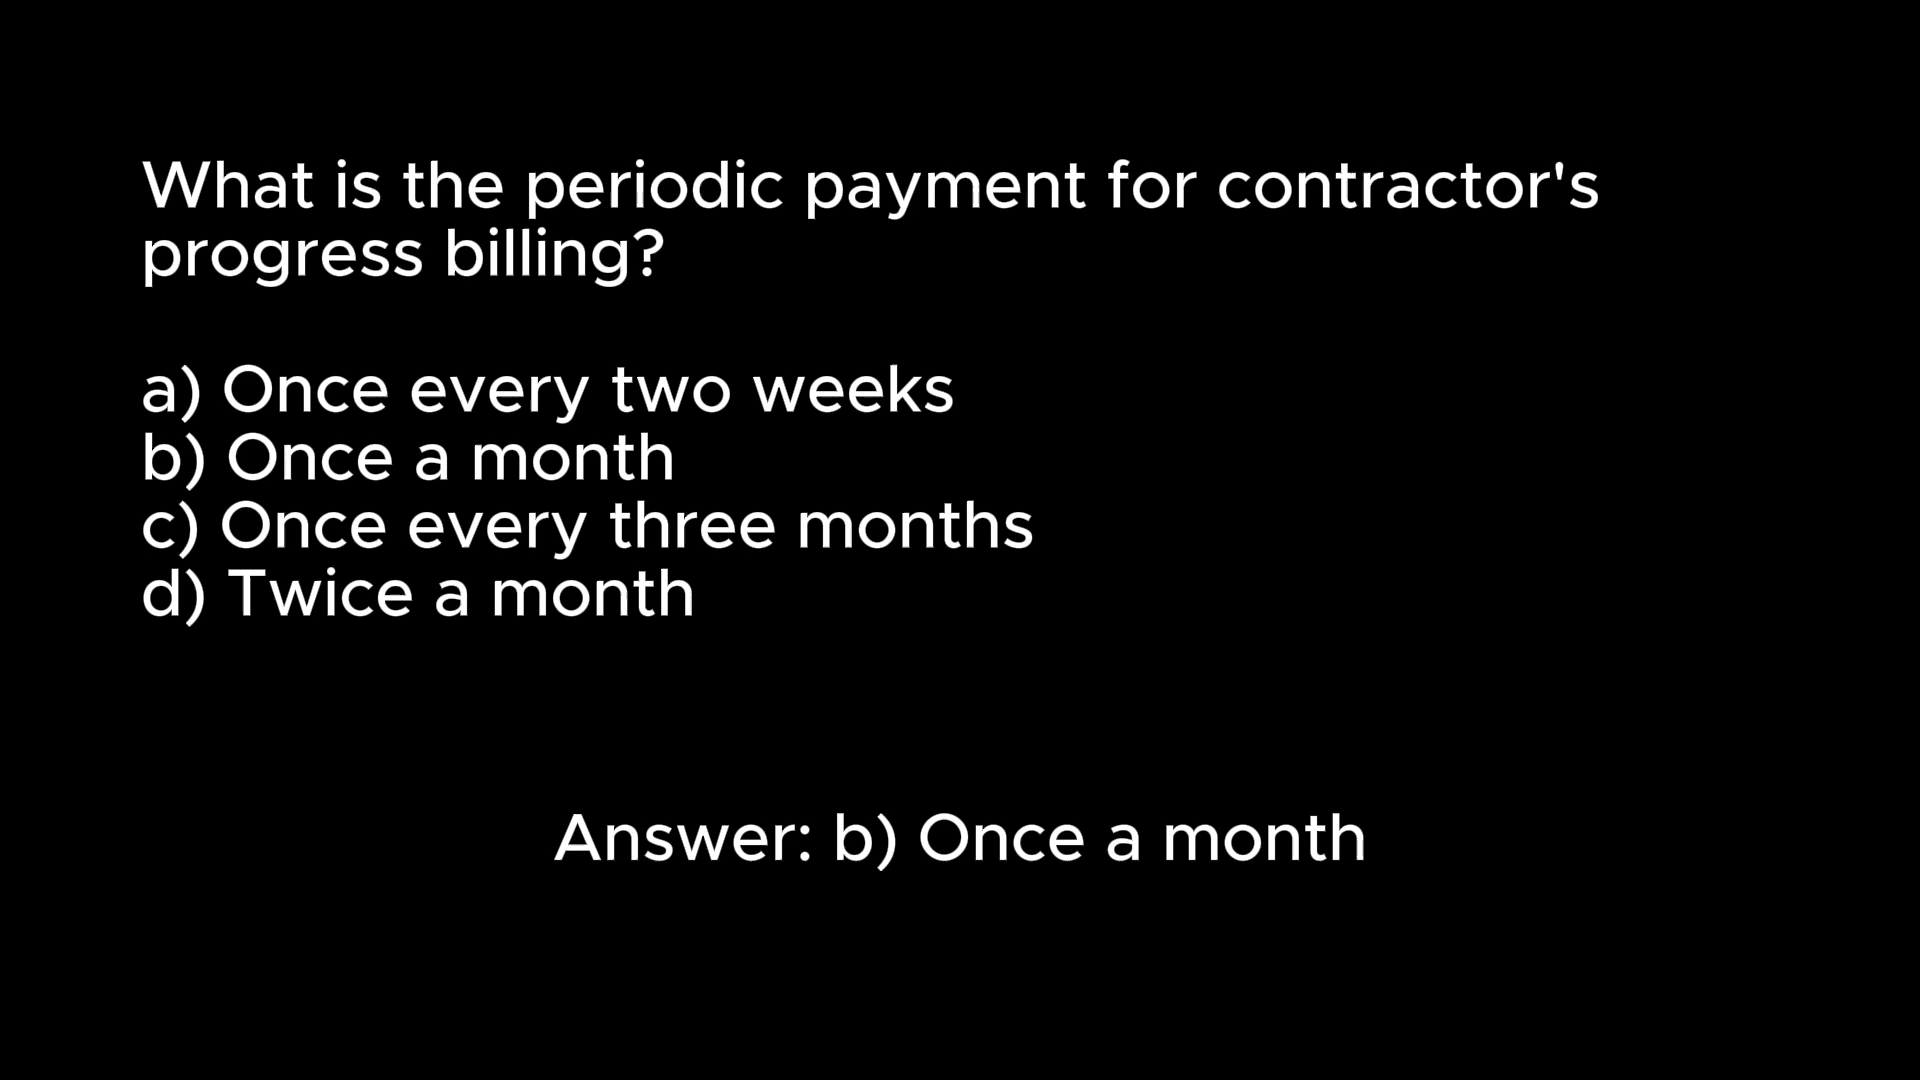 What is the periodic payment for contractor's
progress billing?
a) Once every two weeks
b) Once a month
c) Once every three months
d) Twice a month
Answer: b) Once a month